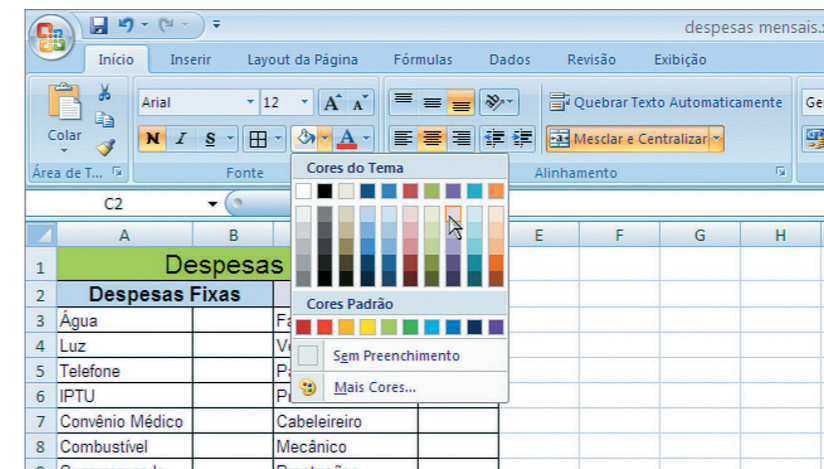 despesas mensais.
Início Inserir Layout da Página Fórmulas Dados Revisão Exibição
Colar
Arial 12 A A
N I S A
Quebrar Texto Automaticamente
Mesclar e Centralizar
Ge
Área de T... Fonte Alinhamento
Cores do Tema
C2
A B E F G H
1 Despesas
2 Despesas Fixas
Cores Padrão
3 Água
4 Luz
Sem Preenchimento
5 Telefone
Mais Cores...
6 IPTU
7 Convênio Médico Cabeleireiro
8 Combustível Mecânico